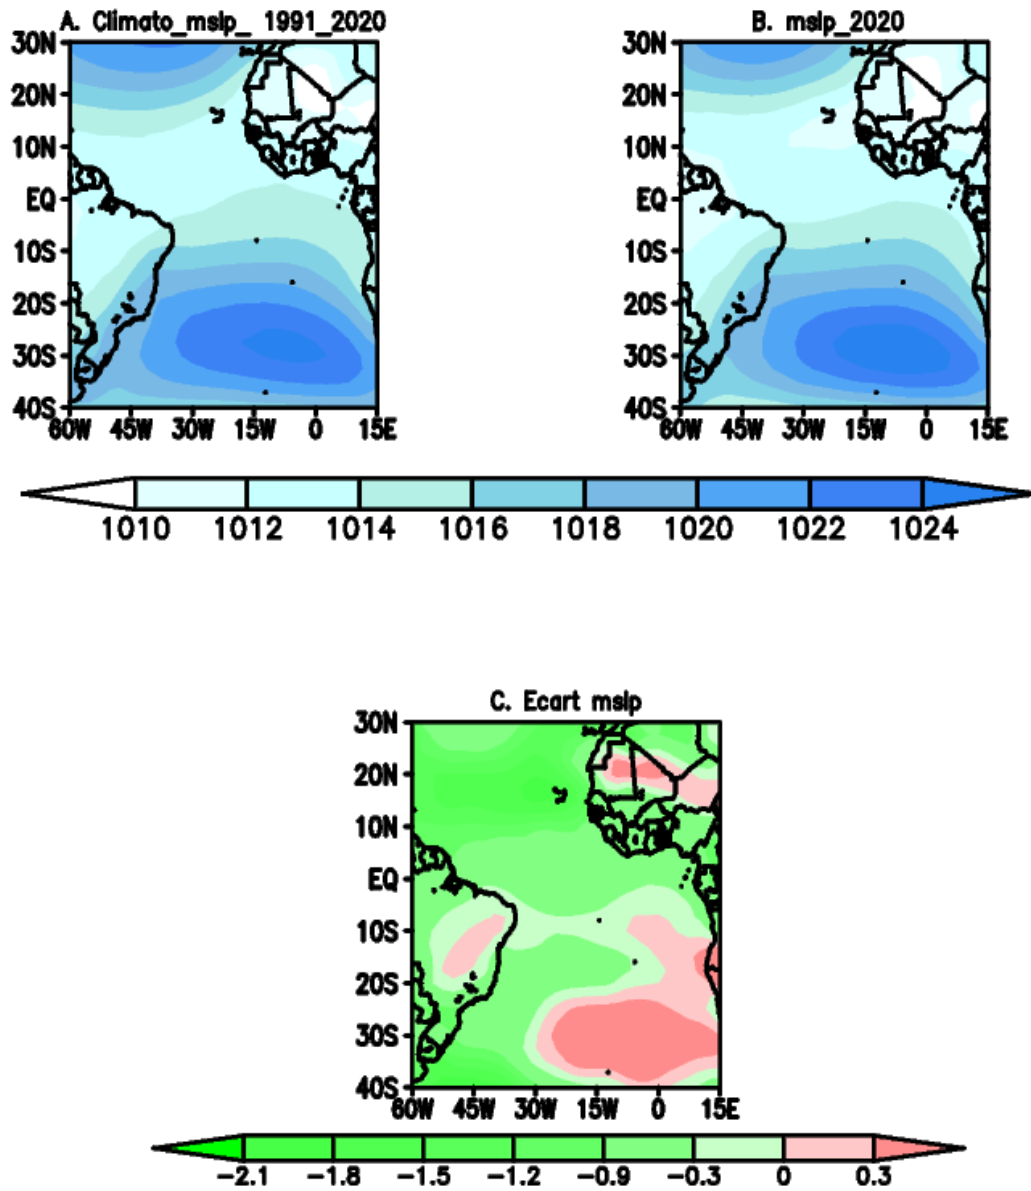 A. Climato_mslp_ 1991_2020
B. mslp_2020
30N
20N
10N
EQ
10S
20S
30S
40S
60W 45W 30W 15W 0 15E
30N
20N
10N
EQ
10S
20S
30S
40S
60W 45W 30W 15W 0 15E
1010 1012 1014 1016 1018 1020 1022 1024
C. Ecart mslp
30N
20N
10N
EQ
10S
20S
30S
40S
60W 45W 30W 15W 0 15E
−2.1 −1.8 −1.5 −1.2 −0.9 −0.3 0 0.3